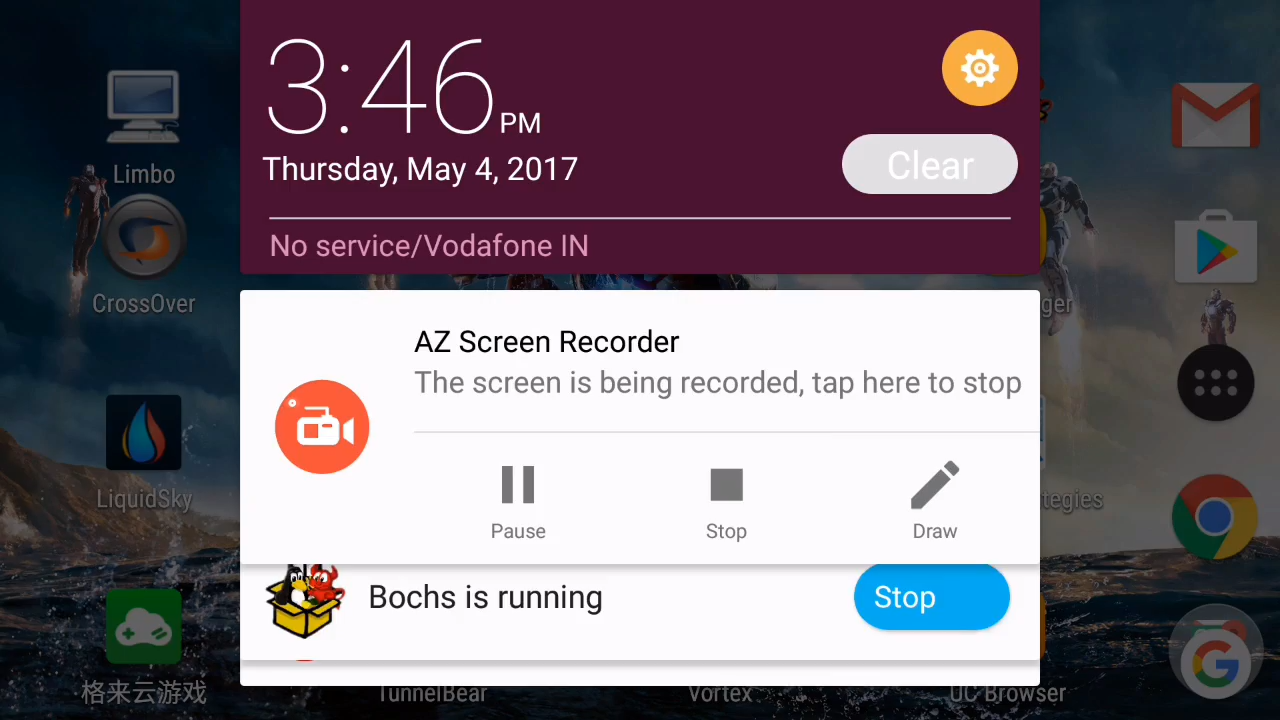 3:46 PM
Thursday, May 4, 2017
Clear
No service/Vodafone IN
Limbo
CrossOver
ger
AZ Screen Recorder
The screen is being recorded, tap here to stop
Pause
Stop
Draw
LiquidSky
tegies
Bochs is running
Stop
格来云游戏
TunnelBear
Vortex
UC Browser